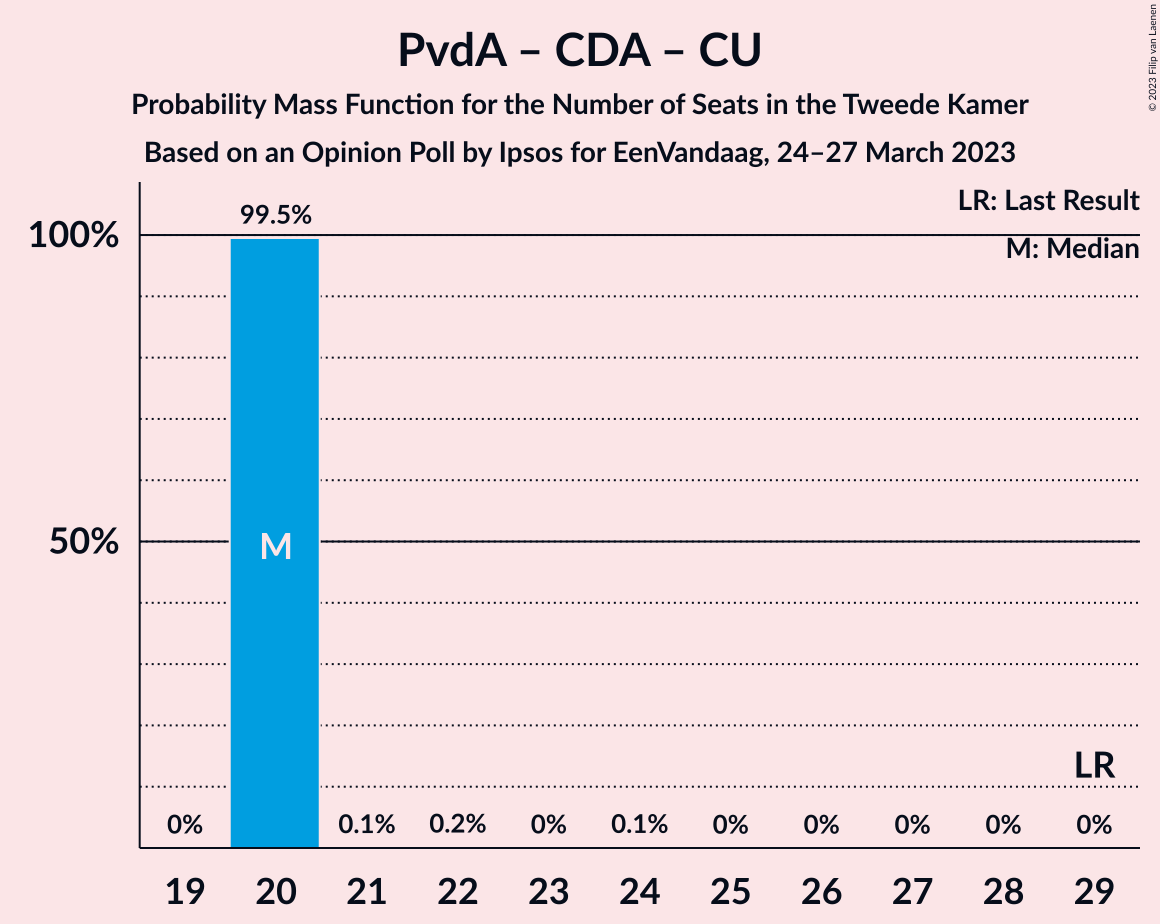 PvdA – CDA – CU
Probability Mass Function for the Number of Seats in the Tweede Kamer
Based on an Opinion Poll by Ipsos for EenVandaag, 24–27 March 2023
© 2023 Filip van Laenen
LR: Last Result
M: Median
99.5%
100%
50%
M
LR
0% 0.1% 0.2% 0% 0.1% 0% 0% 0% 0% 0%
19 20 21 22 23 24 25 26 27 28 29